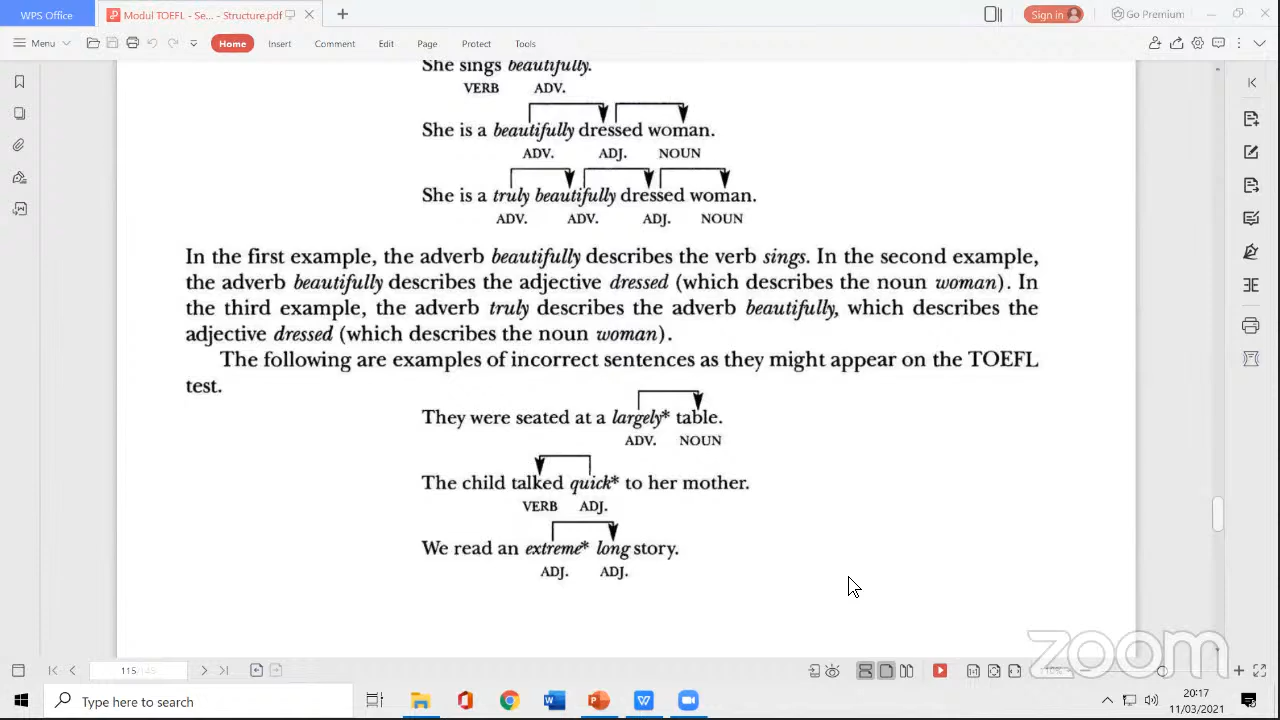 WPS Office
Modul TOEFL - Se... - Structure.pdf
Sign in
Go Premium
Menu
Home
Insert
Comment
Edit
Page
Protect
Tools
She sings beautifully.
VERB ADV.
She is a beautifully dressed woman.
ADV. ADJ. NOUN
She is a truly beautifully dressed woman.
ADV. ADV. ADJ. NOUN
In the first example, the adverb beautifully describes the verb sings. In the second example,
the adverb beautifully describes the adjective dressed (which describes the noun woman). In
the third example, the adverb truly describes the adverb beautifully, which describes the
adjective dressed (which describes the noun woman).
The following are examples of incorrect sentences as they might appear on the TOEFL
test.
They were seated at a largely* table.
ADV. NOUN
The child talked quick* to her mother.
VERB ADJ.
We read an extreme* long story.
ADJ. ADJ.
zoom
115/145
Type here to search
20:17
11/03/2021